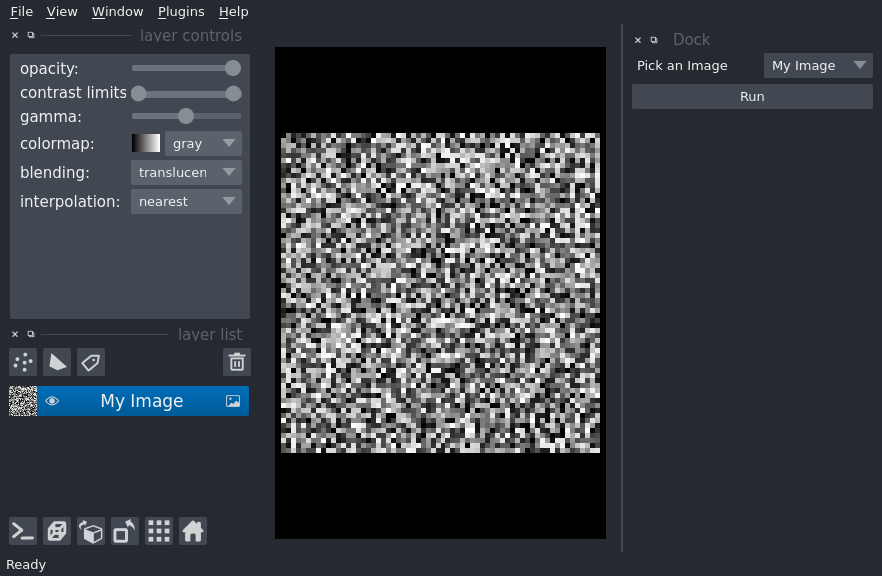 File View Window Plugins Help
layer controls
opacity:
contrast limits
gamma:
colormap: gray
blending: translucen
interpolation: nearest
layer list
My Image
Ready
Dock
Pick an Image My Image
Run